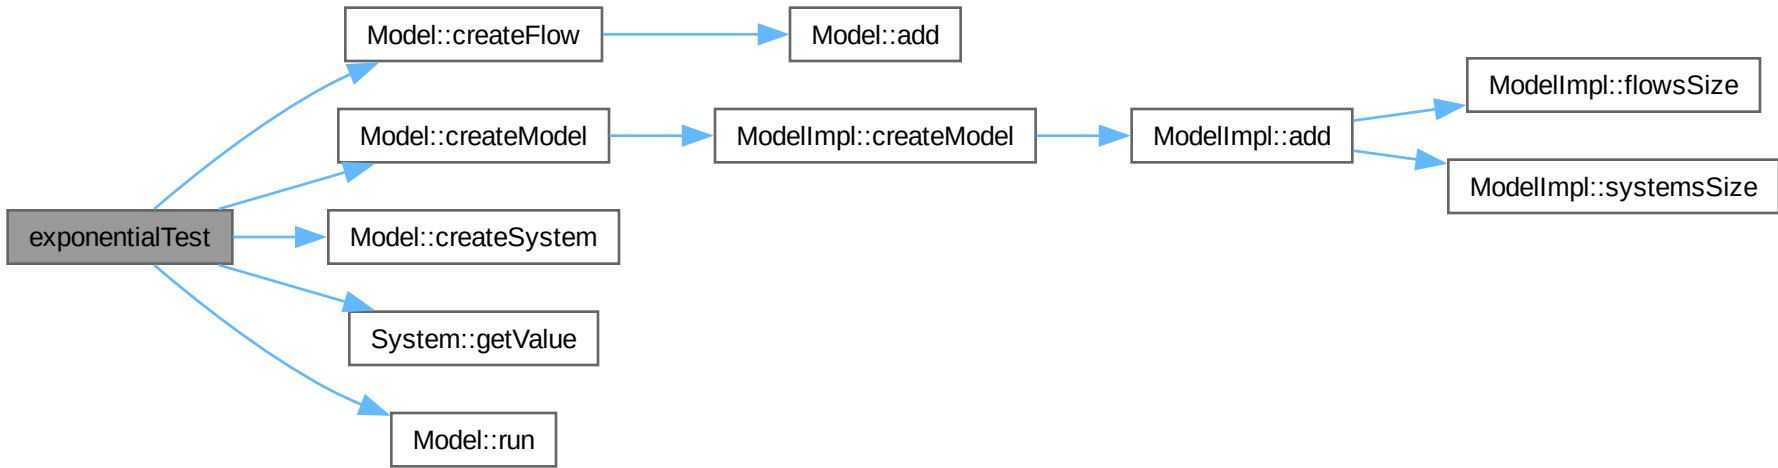 Model::createFlow
Model::add
ModelImpl::flowsSize
Model::createModel
ModelImpl::createModel
ModelImpl::add
ModelImpl::systemsSize
exponentialTest
Model::createSystem
System::getValue
Model::run